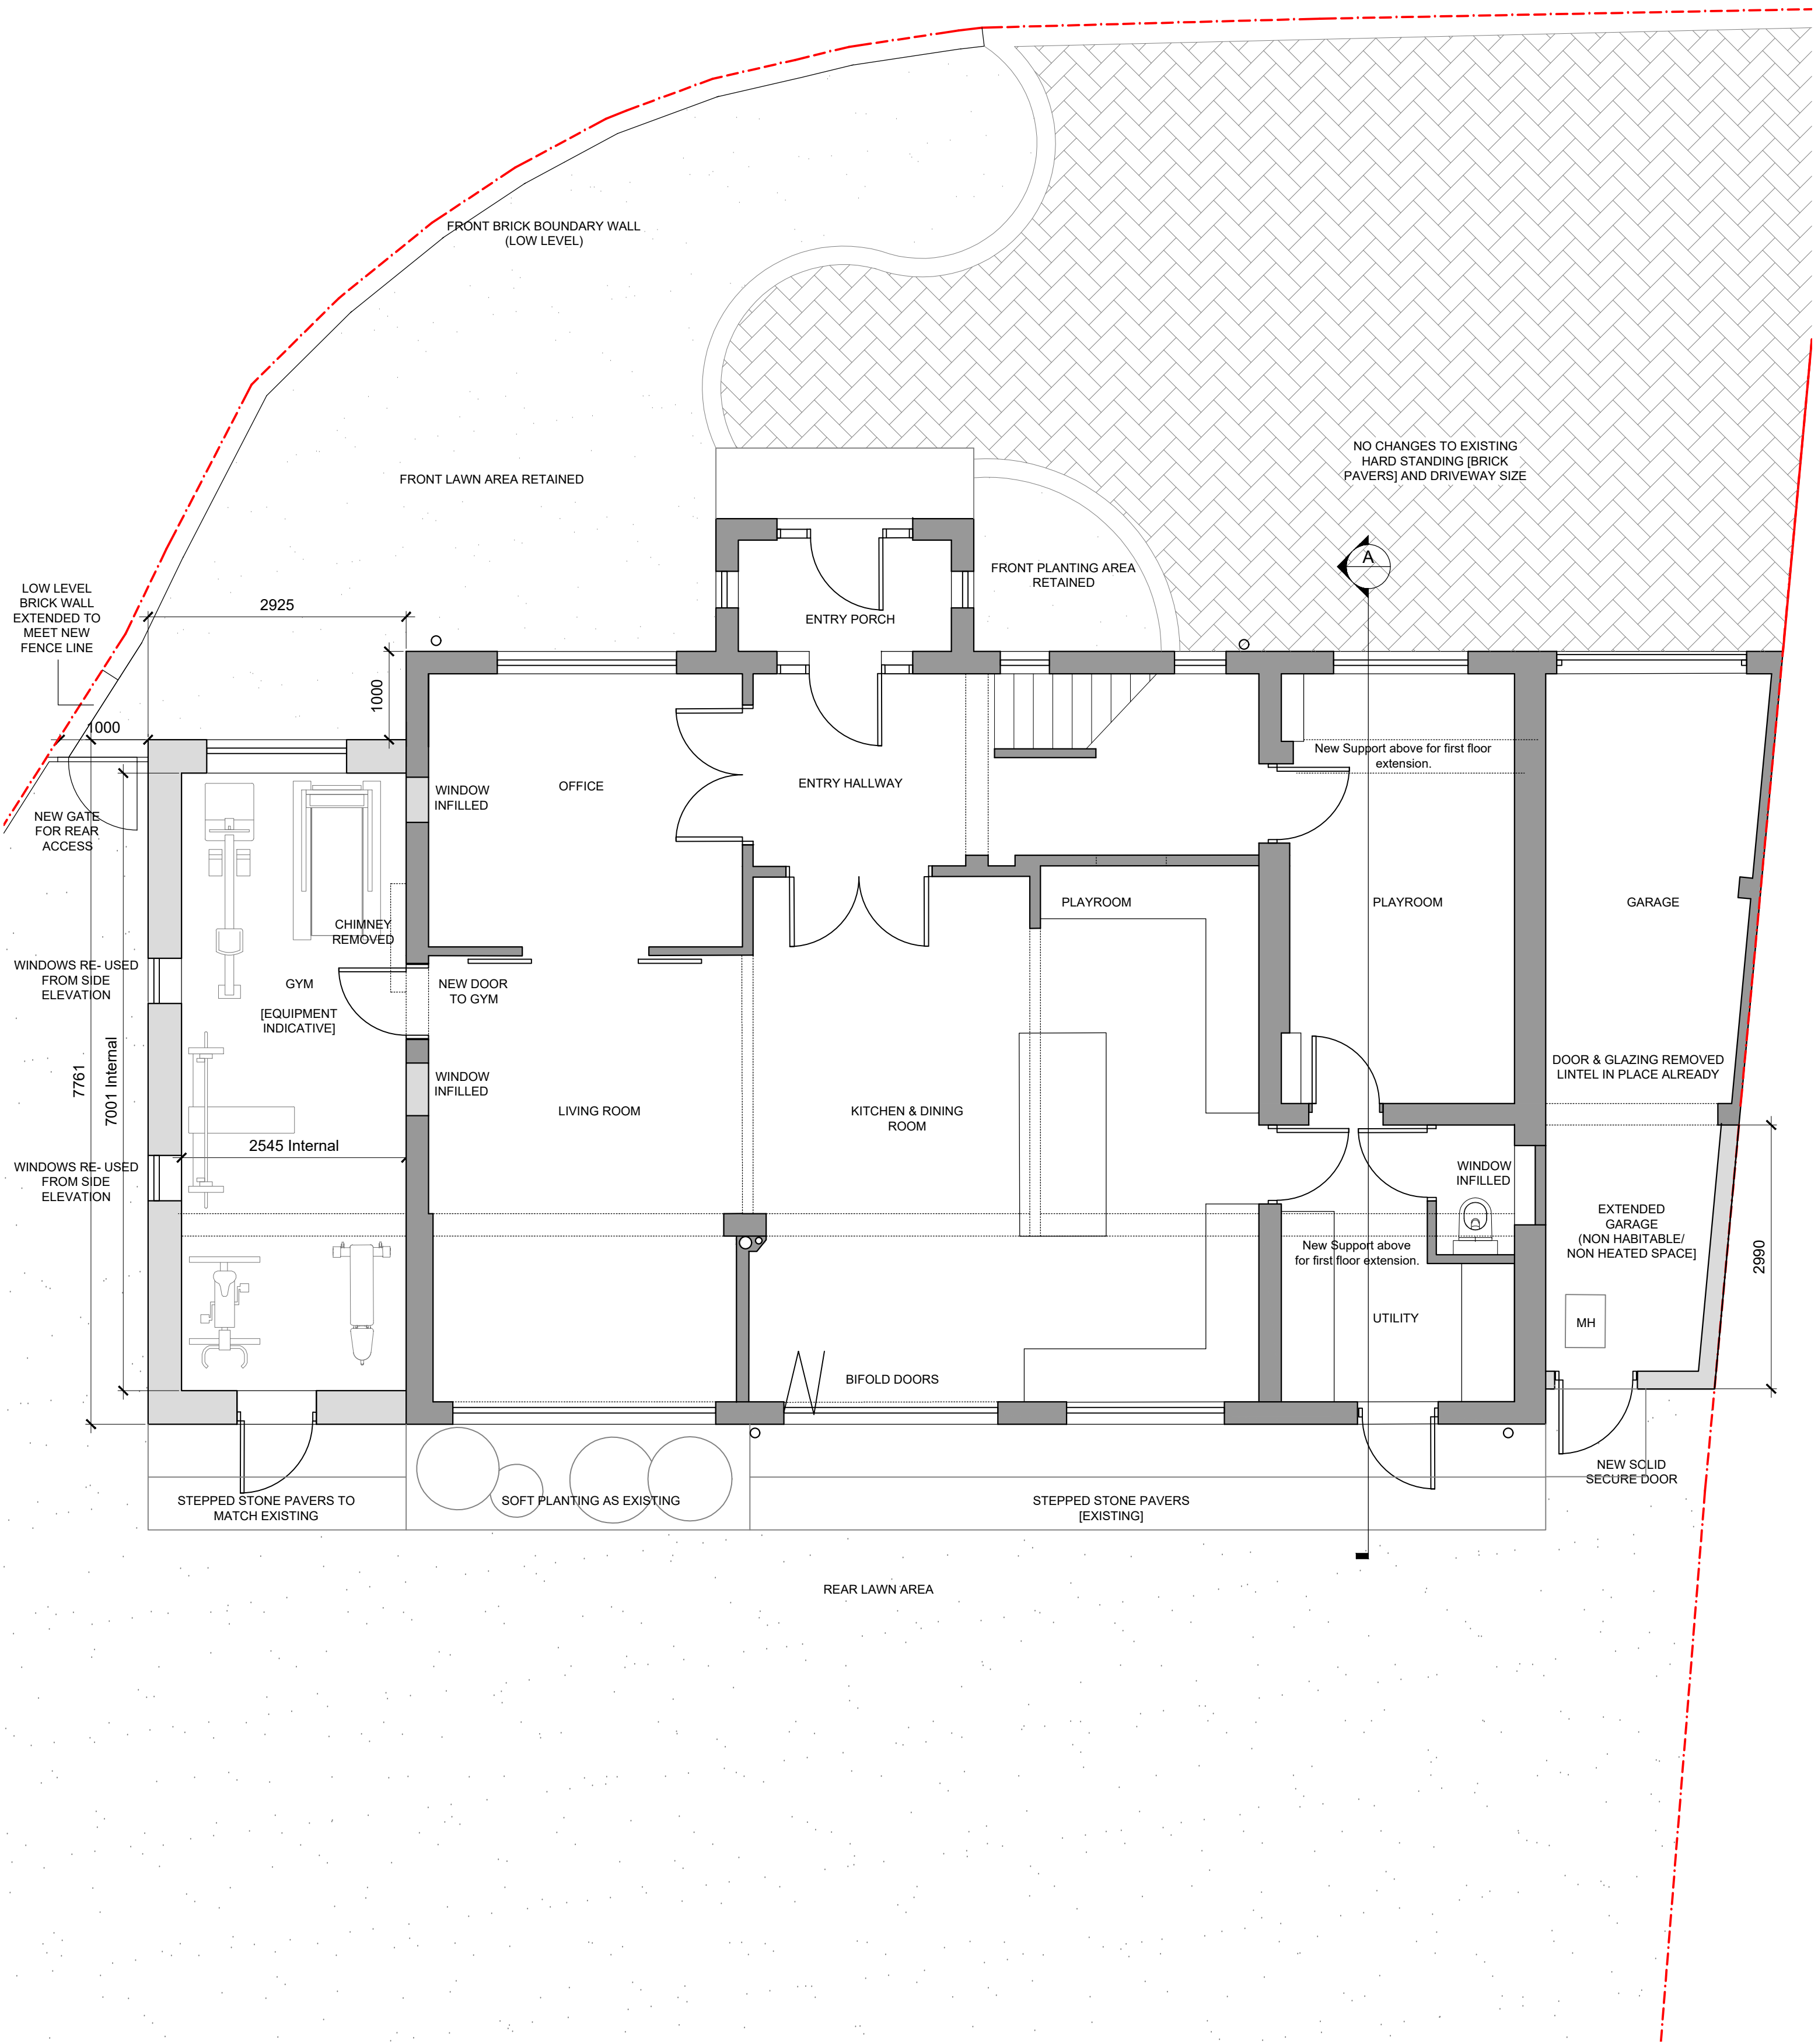 FRONT BRICK BOUNDARY WALL
(LOW LEVEL)
NO CHANGES TO EXISTING
HARD STANDING [BRICK
PAVERS] AND DRIVEWAY SIZE
FRONT LAWN AREA RETAINED
A
FRONT PLANTING AREA
RETAINED
LOW LEVEL
BRICK WALL
EXTENDED TO
MEET NEW
FENCE LINE
2925
ENTRY PORCH
1000
1000
New Support above for first floor
extension.
WINDOW
INFILLED
OFFICE
ENTRY HALLWAY
NEW GATE
FOR REAR
ACCESS
CHIMNEY
REMOVED
PLAYROOM
PLAYROOM
GARAGE
WINDOWS RE- USED
FROM SIDE
ELEVATION
GYM
[EQUIPMENT
INDICATIVE]
NEW DOOR
TO GYM
7761
7001 Internal
WINDOW
INFILLED
DOOR & GLAZING REMOVED
LINTEL IN PLACE ALREADY
LIVING ROOM
KITCHEN & DINING
ROOM
2545 Internal
WINDOWS RE- USED
FROM SIDE
ELEVATION
WINDOW
INFILLED
EXTENDED
GARAGE
(NON HABITABLE/
NON HEATED SPACE]
2990
New Support above
for first floor extension.
UTILITY
MH
BIFOLD DOORS
NEW SOLID
SECURE DOOR
STEPPED STONE PAVERS TO
MATCH EXISTING
SOFT PLANTING AS EXISTING
STEPPED STONE PAVERS
[EXISTING]
REAR LAWN AREA